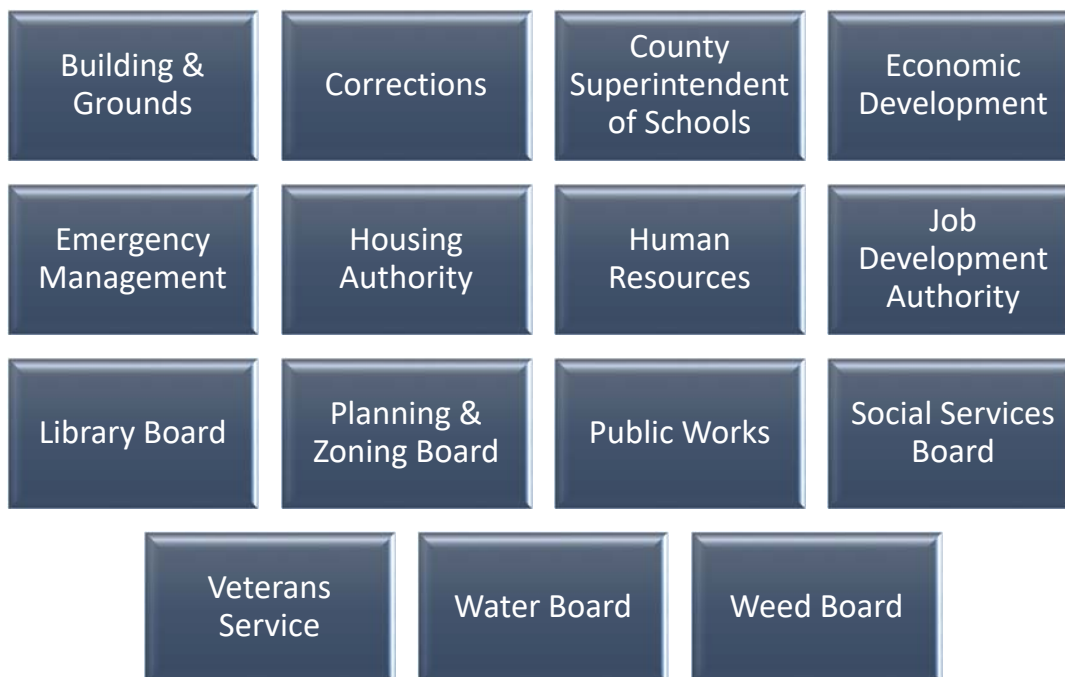 Building &
Grounds
Corrections
County
Superintendent
of Schools
Economic
Development
Emergency
Management
Housing
Authority
Human
Resources
Job
Development
Authority
Library Board
Planning &
Zoning Board
Public Works
Social Services
Board
Veterans
Service
Water Board
Weed Board